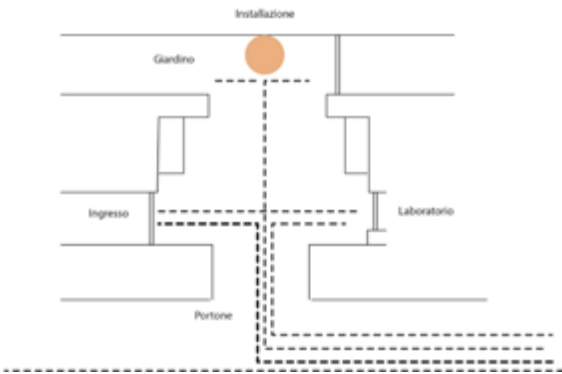 Installazione
Giardino
Ingresso
Laboratorio
Portone